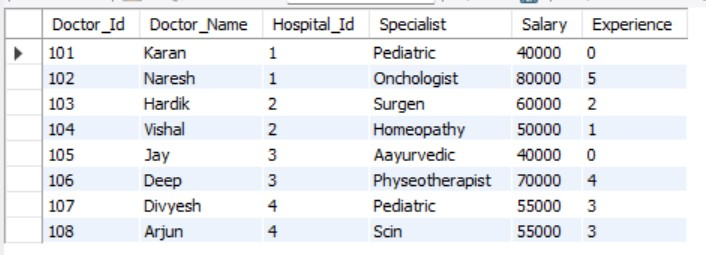 Doctor_Id Doctor_Name Hospital_Id Specialist Salary Experience
101 Karan 1 Pediatric 40000 0
102 Naresh 1 Onchologist 80000 5
103 Hardik 2 Surgen 60000 2
104 Vishal 2 Homeopathy 50000 1
105 Jay 3 Aayurvedic 40000 0
106 Deep 3 Physeotherapist 70000 4
107 Divyesh 4 Pediatric 55000 3
108 Arjun 4 Scin 55000 3